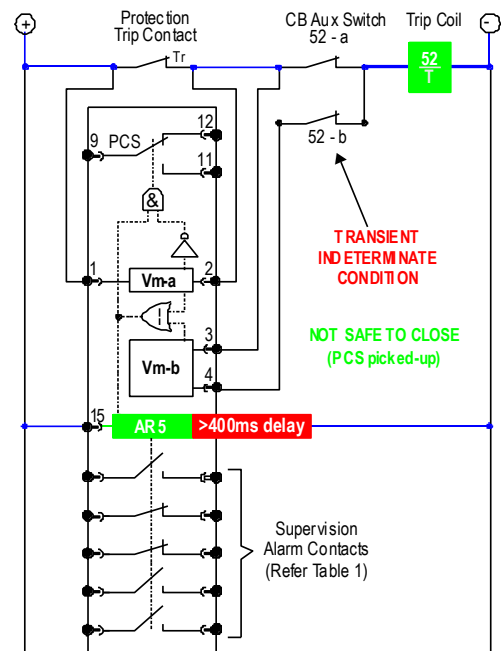 +
Protection
Trip Contact
CB Aux Switch
52 - a
Trip Coil
-
Tr
52
T
12
9
PCS
11
52 - b
&
TRANSIENT
INDETERMINATE
CONDITION
1
Vm-a
2
3
NOT SAFE TO CLOSE
(PCS picked-up)
Vm-b
4
15
AR 5
>400ms delay
Supervision
Alarm Contacts
(Refer Table 1)